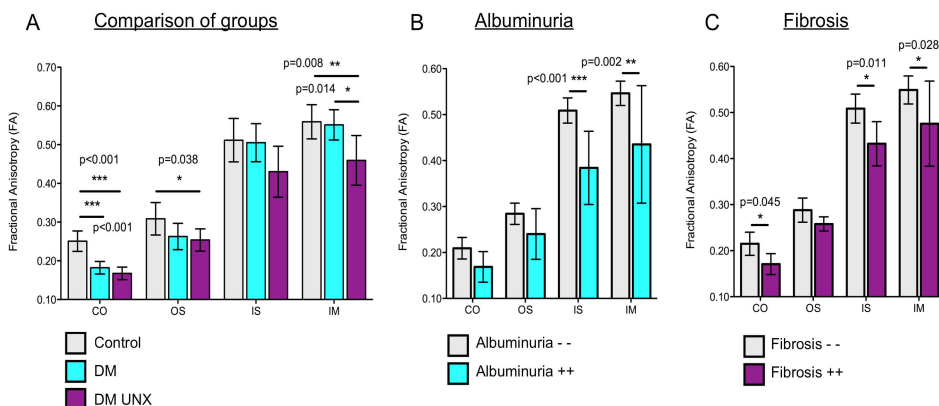 A Comparison of groups
Fractional Anisotropy (FA)
0.70
0.60
0.50
0.40
0.30
0.20
0.10
p<0.001
***
***
p<0.001
p=0.038
*
p=0.008 **
p=0.014 *
CO OS IS IM
Control
DM
DM UNX
B Albuminuria
Fractional Anisotropy (FA)
0.60
0.50
0.40
0.30
0.20
0.10
p<0.001 ***
p=0.002 **
CO OS IS IM
Albuminuria - -
Albuminuria ++
C Fibrosis
Fractional Anisotropy (FA)
0.60
0.50
0.40
0.30
0.20
0.10
p=0.045
*
p=0.011
*
p=0.028
*
CO OS IS IM
Fibrosis - -
Fibrosis ++